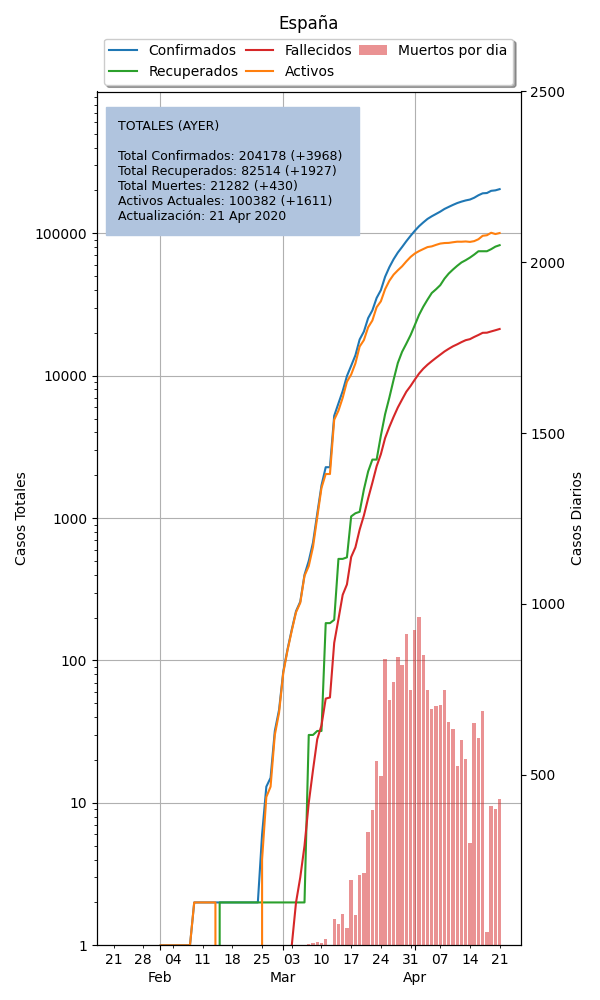 España
Confirmados
Recuperados
Fallecidos
Activos
Muertos por dia
TOTALES (AYER)
Total Confirmados: 204178 (+3968)
Total Recuperados: 82514 (+1927)
Total Muertes: 21282 (+430)
Activos Actuales: 100382 (+1611)
Actualización: 21 Apr 2020
Casos Totales
100000
10000
1000
100
10
1
2500
2000
1500
1000
500
Casos Diarios
21 28 04 11 18 25 03 10 17 24 31 07 14 21
Feb Mar Apr